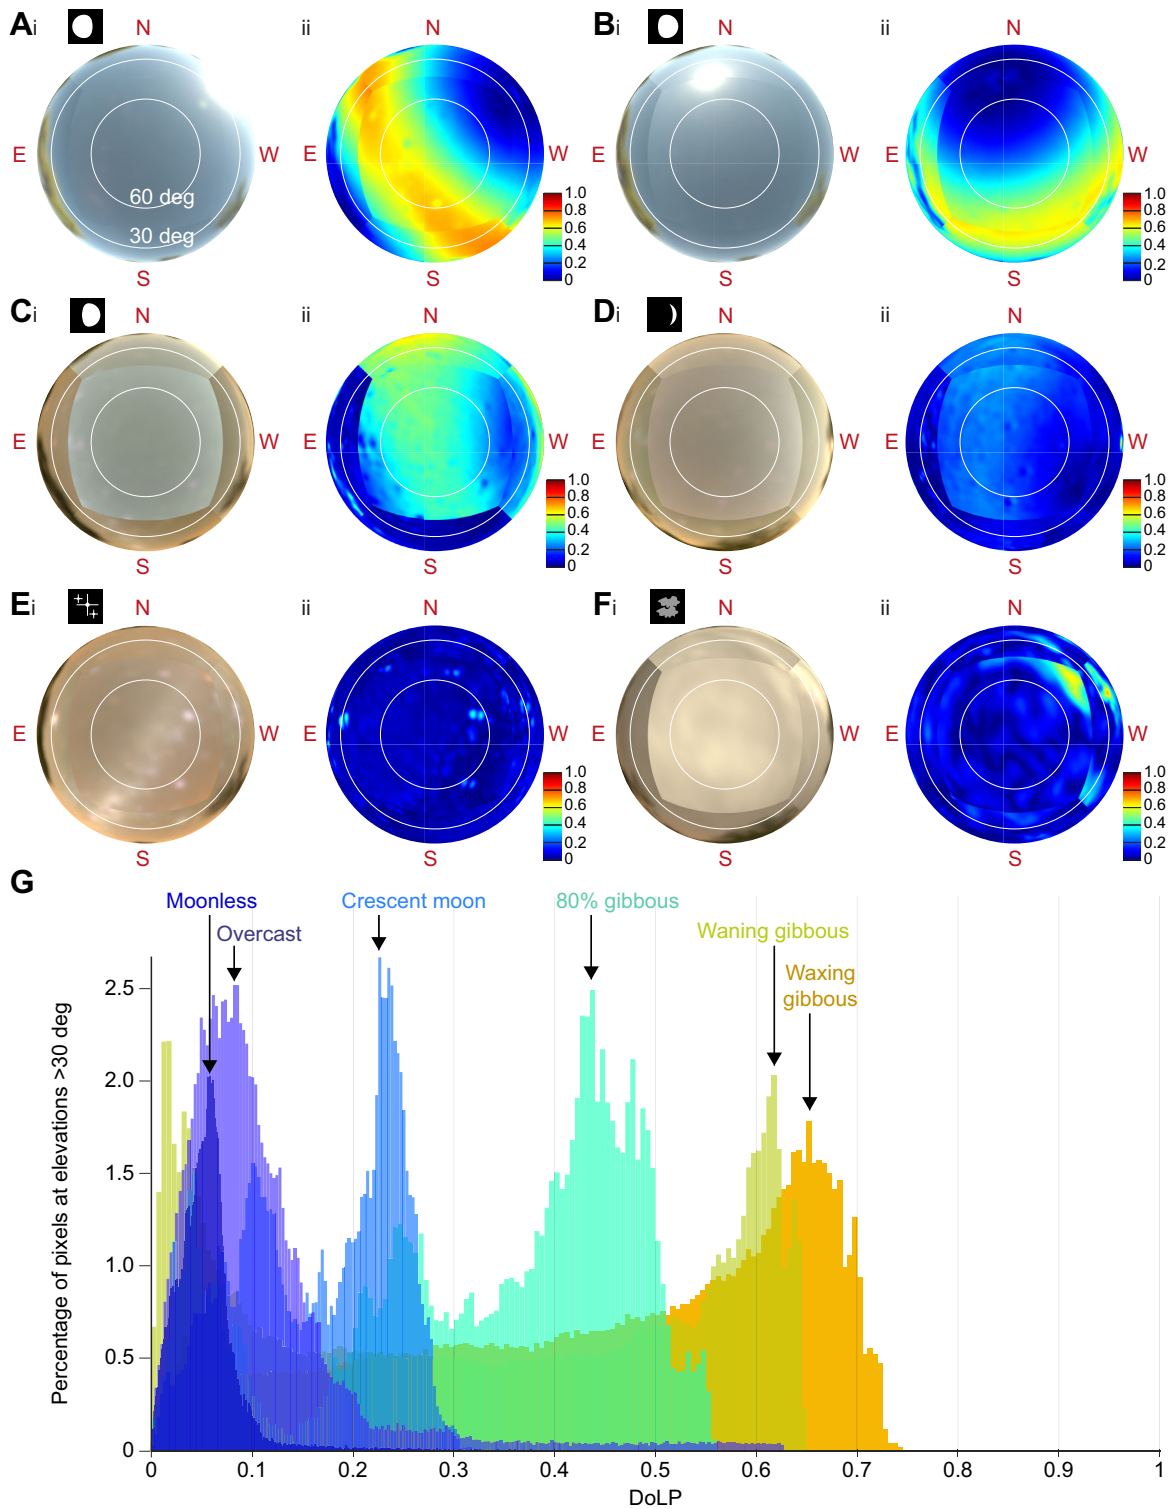 Ai
N
ii
N
E
W
60 deg
30 deg
S
E
W
S
1.0
0.8
0.6
0.4
0.2
0
Bi
N
ii
N
E
W
S
E
W
S
1.0
0.8
0.6
0.4
0.2
0
Ci
N
ii
N
E
W
S
E
W
S
1.0
0.8
0.6
0.4
0.2
0
Di
N
ii
N
E
W
S
E
W
S
1.0
0.8
0.6
0.4
0.2
0
Ei
N
ii
N
E
W
S
E
W
S
1.0
0.8
0.6
0.4
0.2
0
Fi
N
ii
N
E
W
S
E
W
S
1.0
0.8
0.6
0.4
0.2
0
G
Moonless
Overcast
Crescent moon
80% gibbous
Waning gibbous
Waxing
gibbous
Percentage of pixels at elevations >30 deg
2.5
2.0
1.5
1.0
0.5
0
0 0.1 0.2 0.3 0.4 0.5 0.6 0.7 0.8 0.9 1
DoLP